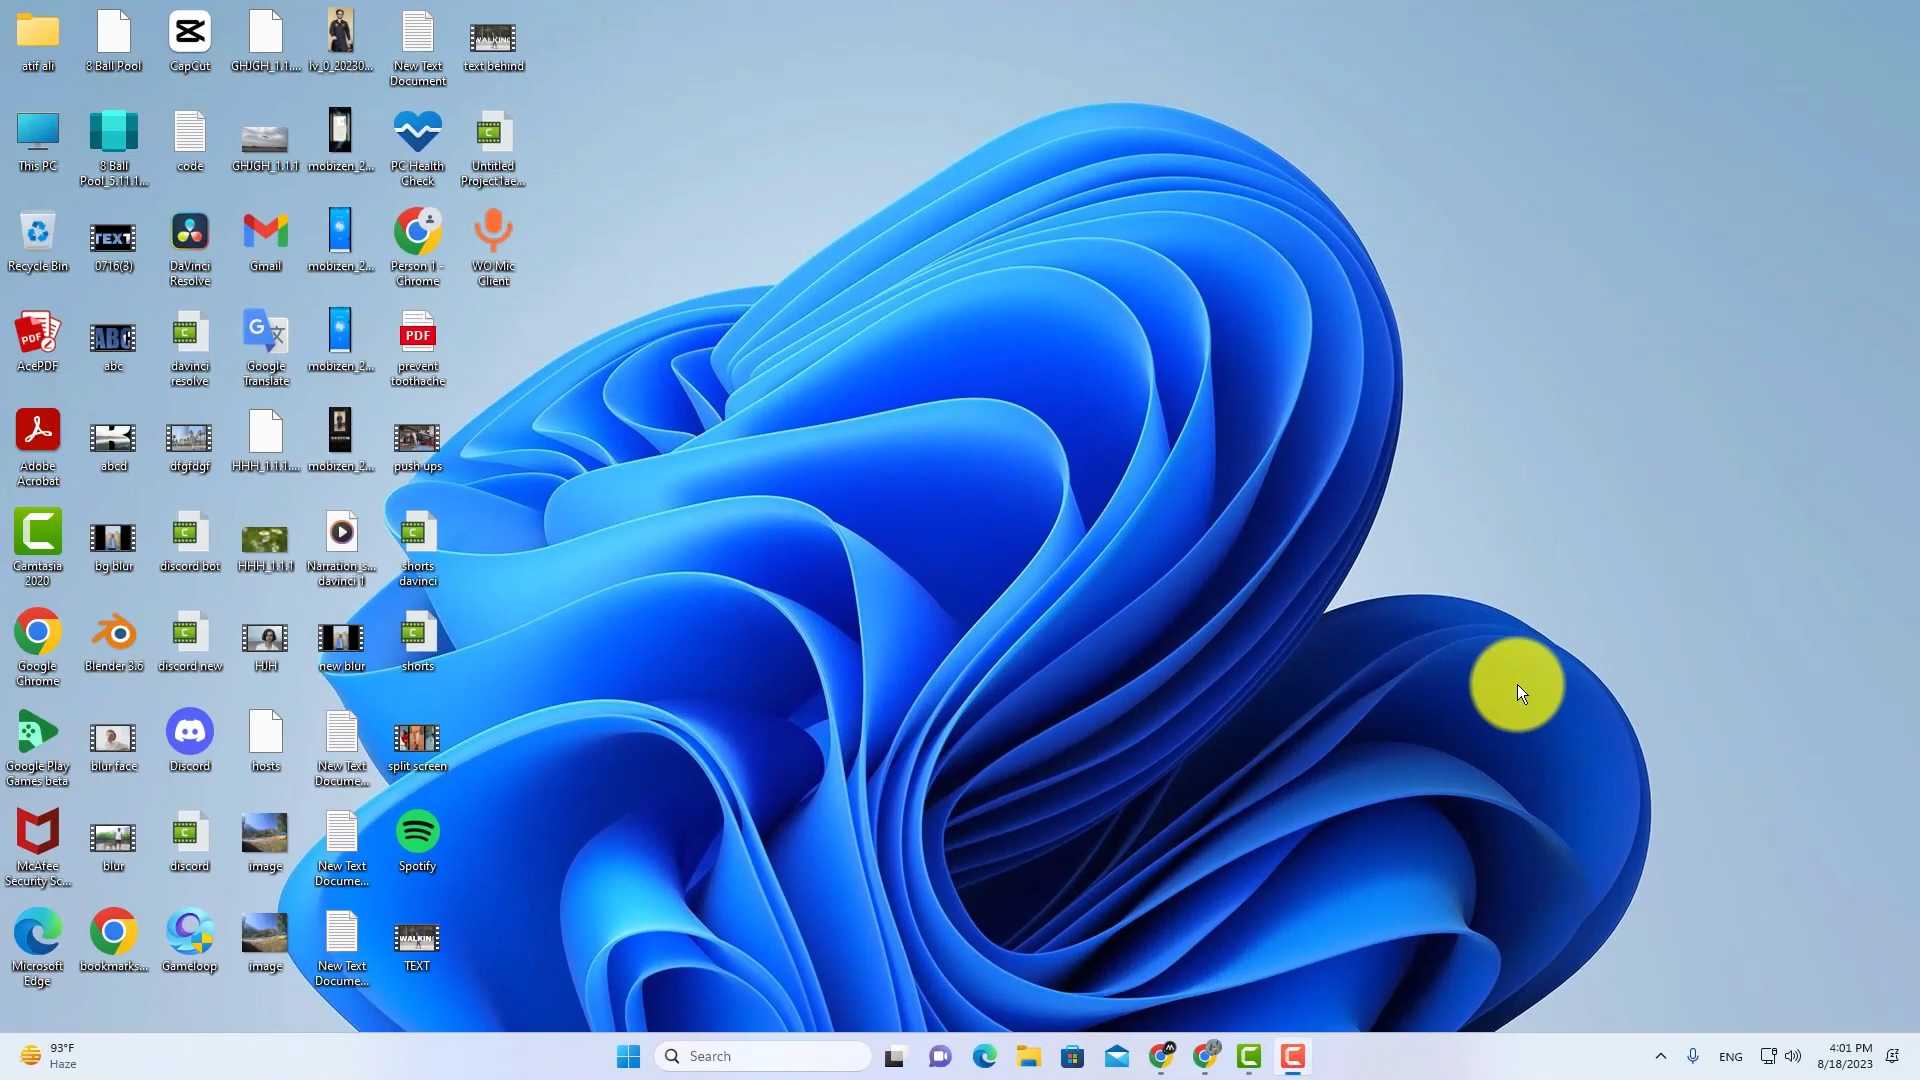 atif ali
8 Ball Pool
CapCut
GHJGH_1.1....
lv_0_20230...
New Text
Document
text behind
This PC
8 Ball
Pool_5.11.1...
code
GHJGH_1.1.1
mobizen_2...
PC Health
Check
Untitled
Project1ae...
Recycle Bin
0716(3)
DaVinci
Resolve
Gmail
mobizen_2...
Person 1 -
Chrome
WO Mic
Client
AcePDF
abc
davinci
resolve
Google
Translate
mobizen_2...
prevent
toothache
Adobe
Acrobat
abcd
dfgfdgf
HHH_1.1.1....
mobizen_2...
push ups
Camtasia
2020
bg blur
discord bot
HHH_1.1.1
Narration_s...
davinci 1
shorts
davinci
Google
Chrome
Blender 3.6
discord new
HJH
new blur
shorts
Google Play
Games beta
blur face
Discord
hosts
New Text
Docume...
split screen
McAfee
Security Sc...
blur
discord
image
New Text
Docume...
Spotify
Microsoft
Edge
bookmarks...
Gameloop
image
New Text
Docume...
TEXT
PDF
PDF
TEXT
ABC
WALKING
WALKING
93°F
Haze
Search
ENG
4:01 PM
8/18/2023